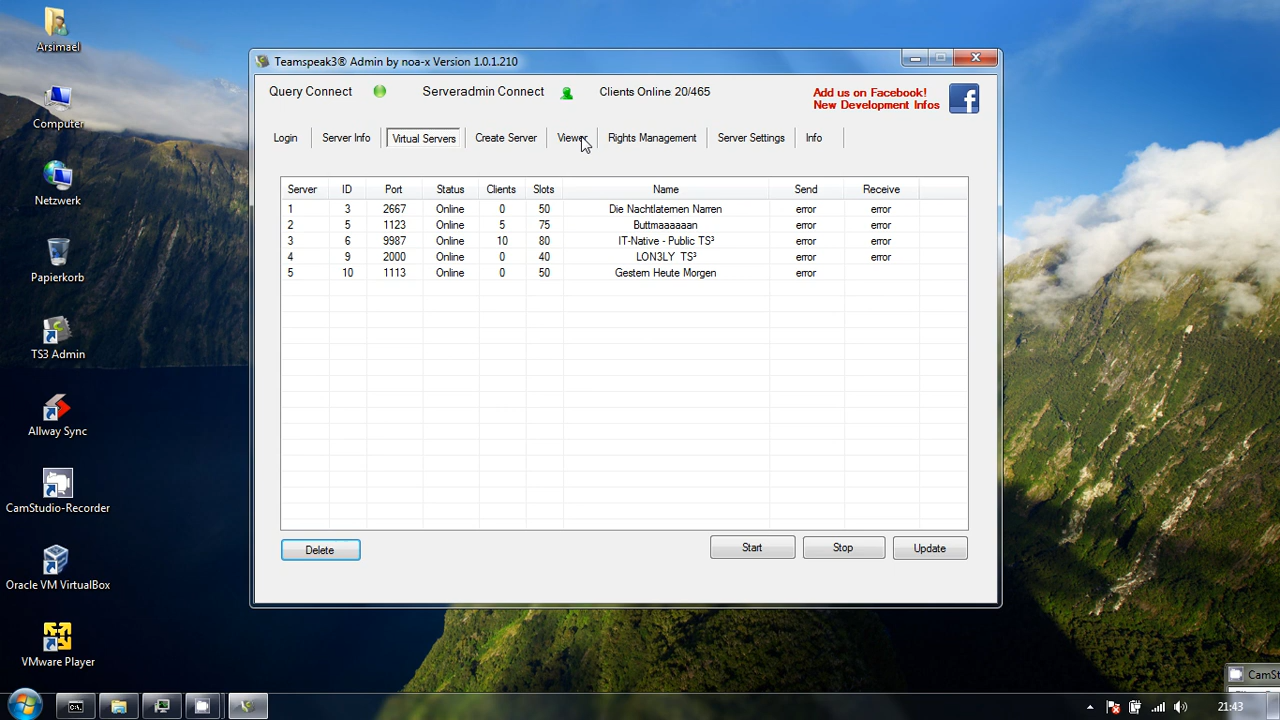 Arsimael
Computer
Netzwerk
Papierkorb
TS3 Admin
Allway Sync
CamStudio-Recorder
Oracle VM VirtualBox
VMware Player
Teamspeak3® Admin by noa-x Version 1.0.1.210
Query Connect Serveradmin Connect Clients Online 20/465
Add us on Facebook!
New Development Infos
Login Server Info Virtual Servers Create Server Viewer Rights Management Server Settings Info
Server ID Port Status Clients Slots Name Send Receive
1 3 2667 Online 0 50 Die Nachtlaternen Narren error error
2 5 1123 Online 5 75 Buttmaaaaaan error error
3 6 9987 Online 10 80 IT-Native - Public TS³ error error
4 9 2000 Online 0 40 LON3LY TS³ error error
5 10 1113 Online 0 50 Gestern Heute Morgen error
Delete Start Stop Update
CamSt
C:\
21:43